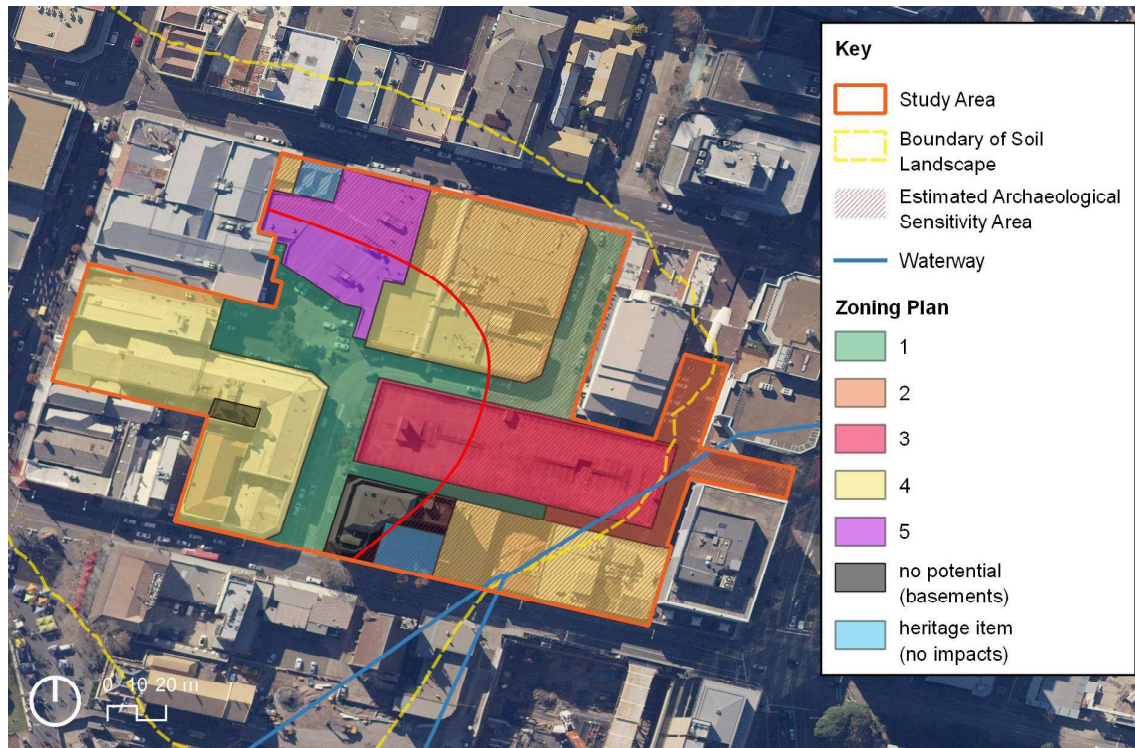 Key
Study Area
Boundary of Soil
Landscape
Estimated Archaeological
Sensitivity Area
Waterway
Zoning Plan
1
2
3
4
5
no potential
(basements)
heritage item
(no impacts)
0 10 20 m